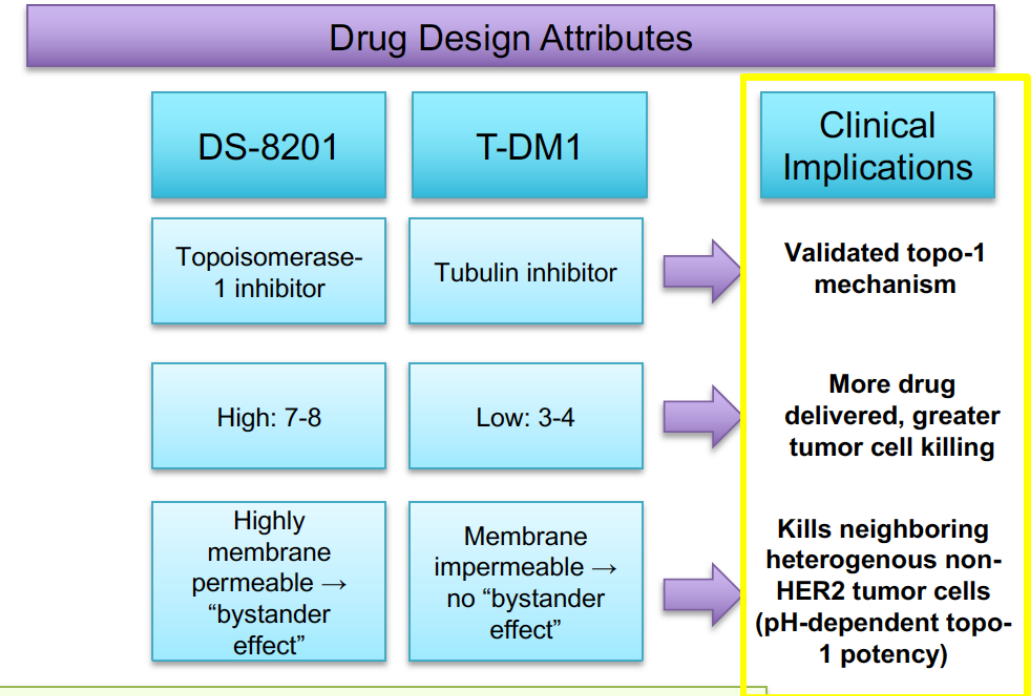 Drug Design Attributes
DS-8201
T-DM1
Clinical
Implications
Topoisomerase-
1 inhibitor
Tubulin inhibitor
Validated topo-1
mechanism
High: 7-8
Low: 3-4
More drug
delivered, greater
tumor cell killing
Highly
membrane
permeable →
“bystander
effect”
Membrane
impermeable →
no “bystander
effect”
Kills neighboring
heterogenous non-
HER2 tumor cells
(pH-dependent topo-
1 potency)